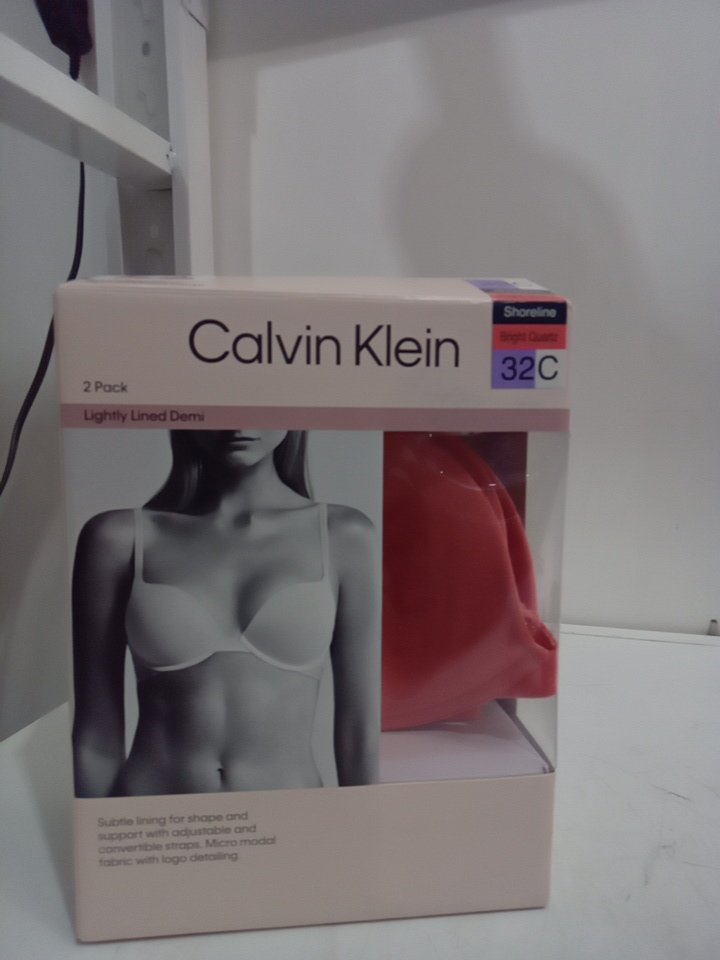 Calvin Klein
Shoreline
Bright Quartz
32C
2 Pack
Lightly Lined Demi
Subtle lining for shape and
support with adjustable and
convertible straps. Micro modal
fabric with logo detailing.